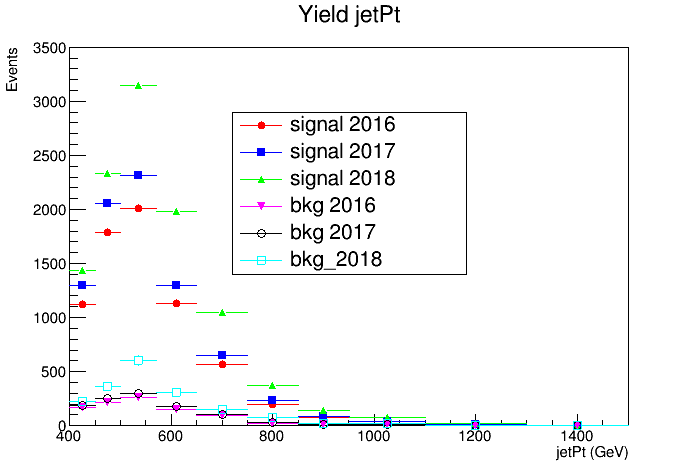 Yield jetPt
Events
3500
3000
2500
2000
1500
1000
500
0
signal 2016
signal 2017
signal 2018
bkg 2016
bkg 2017
bkg_2018
400 600 800 1000 1200 1400
jetPt (GeV)